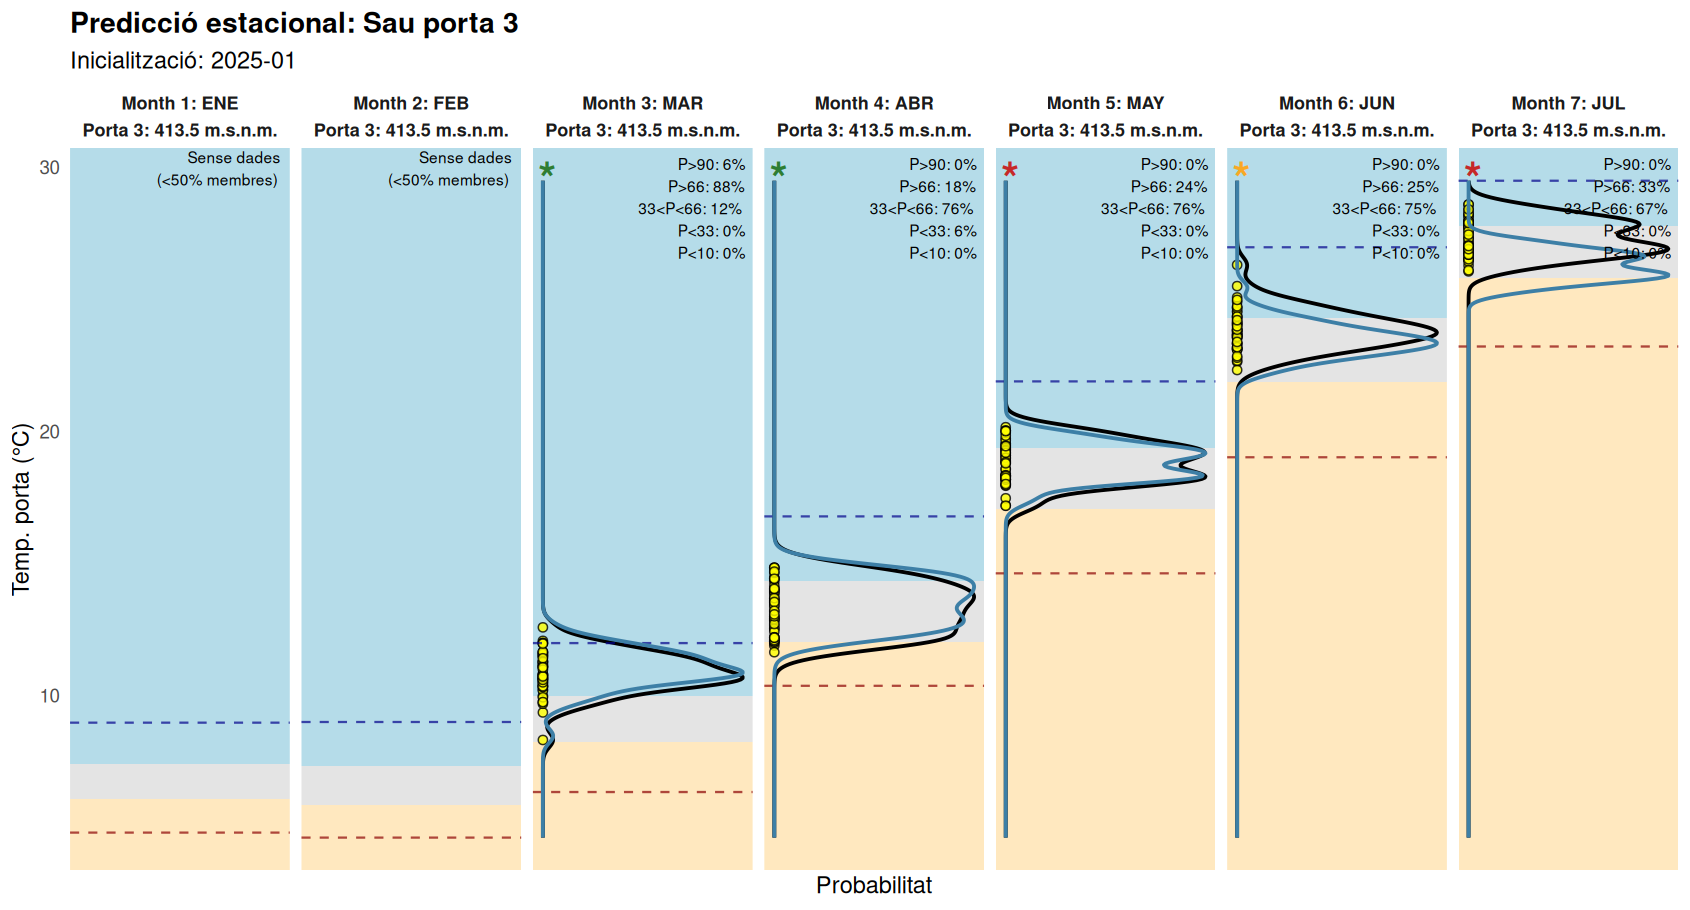 Predicció estacional: Sau porta 3
Inicialització: 2025-01
Month 1: ENE
Porta 3: 413.5 m.s.n.m.
Month 2: FEB
Porta 3: 413.5 m.s.n.m.
Month 3: MAR
Porta 3: 413.5 m.s.n.m.
Month 4: ABR
Porta 3: 413.5 m.s.n.m.
Month 5: MAY
Porta 3: 413.5 m.s.n.m.
Month 6: JUN
Porta 3: 413.5 m.s.n.m.
Month 7: JUL
Porta 3: 413.5 m.s.n.m.
Sense dades
(<50% membres)
Sense dades
(<50% membres)
*
P>90: 6%
P>66: 88%
33<P<66: 12%
P<33: 0%
P<10: 0%
*
P>90: 0%
P>66: 18%
33<P<66: 76%
P<33: 6%
P<10: 0%
*
P>90: 0%
P>66: 24%
33<P<66: 76%
P<33: 0%
P<10: 0%
*
P>90: 0%
P>66: 25%
33<P<66: 75%
P<33: 0%
P<10: 0%
*
P>90: 0%
P>66: 33%
33<P<66: 67%
P<33: 0%
P<10: 0%
30
20
10
Temp. porta (°C)
Probabilitat